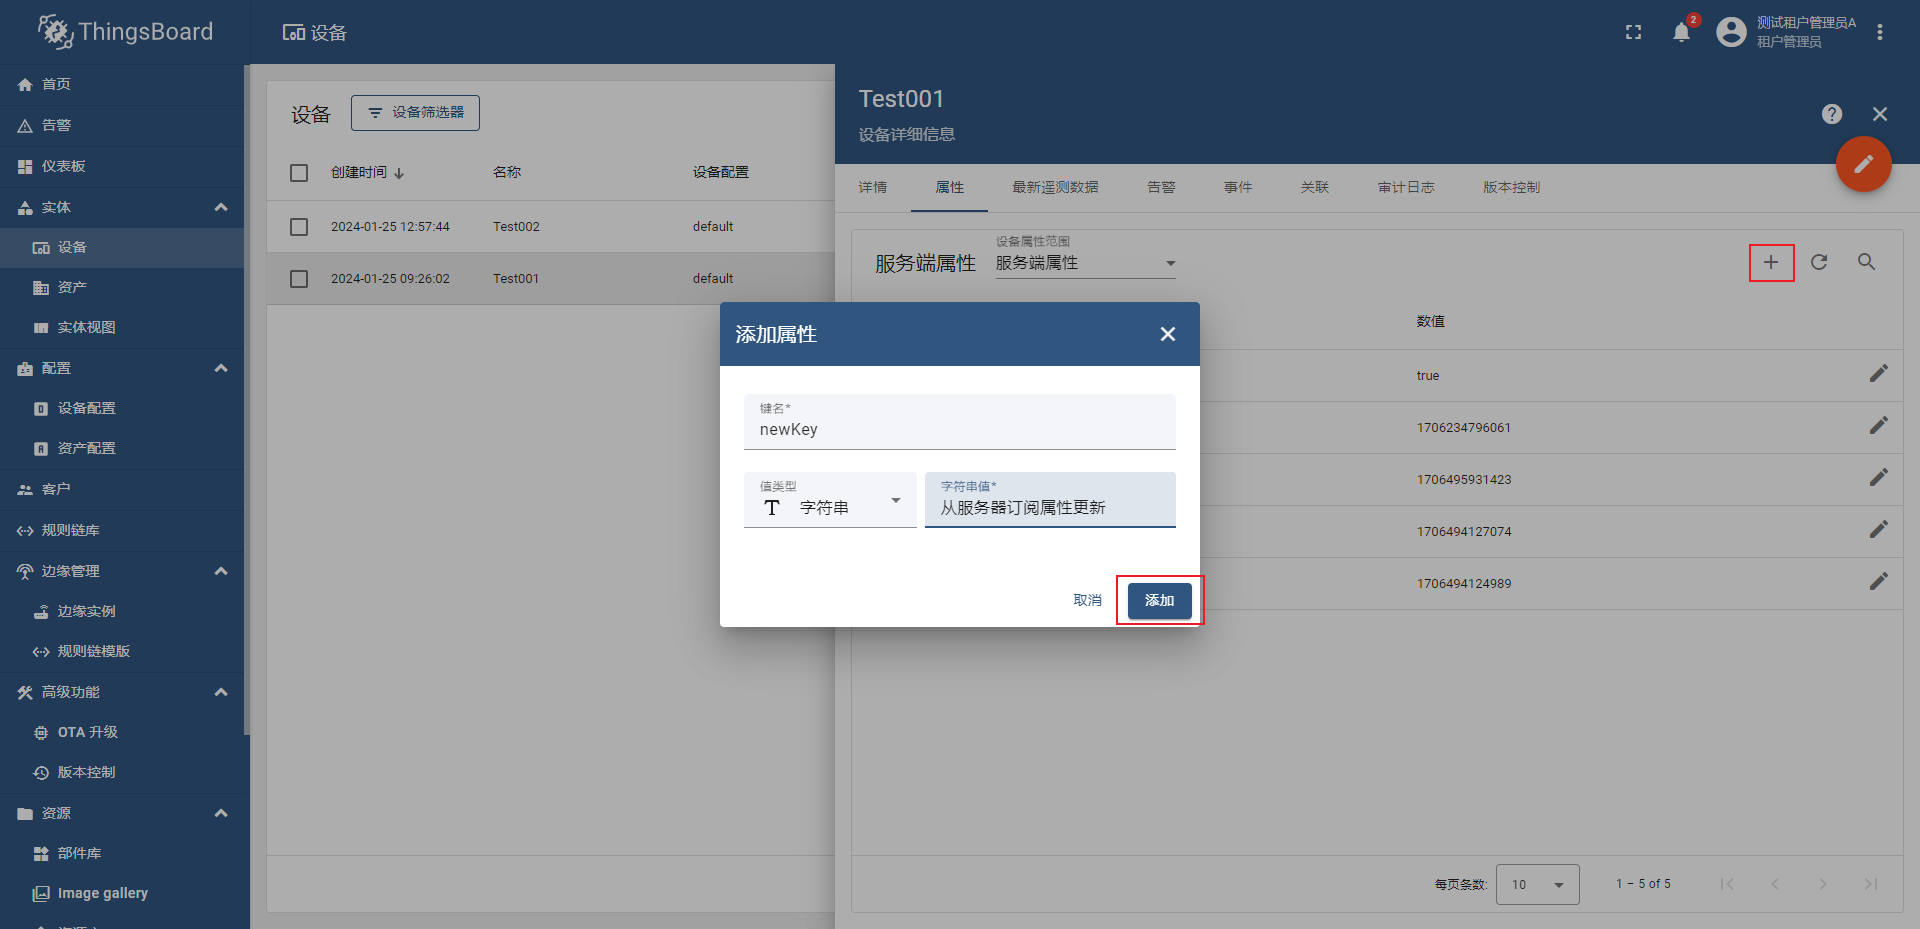 ThingsBoard
设备
2
测试租户管理员A
租户管理员
首页
告警
仪表板
实体
设备
资产
实体视图
配置
设备配置
资产配置
客户
规则链库
边缘管理
边缘实例
规则链模版
高级功能
OTA 升级
版本控制
资源
部件库
Image gallery
设备
设备筛选器
创建时间
名称
设备配置
2024-01-25 12:57:44
Test002
default
2024-01-25 09:26:02
Test001
default
Test001
设备详细信息
详情
属性
最新遥测数据
告警
事件
关联
审计日志
版本控制
服务端属性
设备属性范围
服务端属性
数值
true
1706234796061
1706495931423
1706494127074
1706494124989
添加属性
键名*
newKey
值类型
字符串
字符串值*
从服务器订阅属性更新
取消
添加
每页条数:
10
1 – 5 of 5